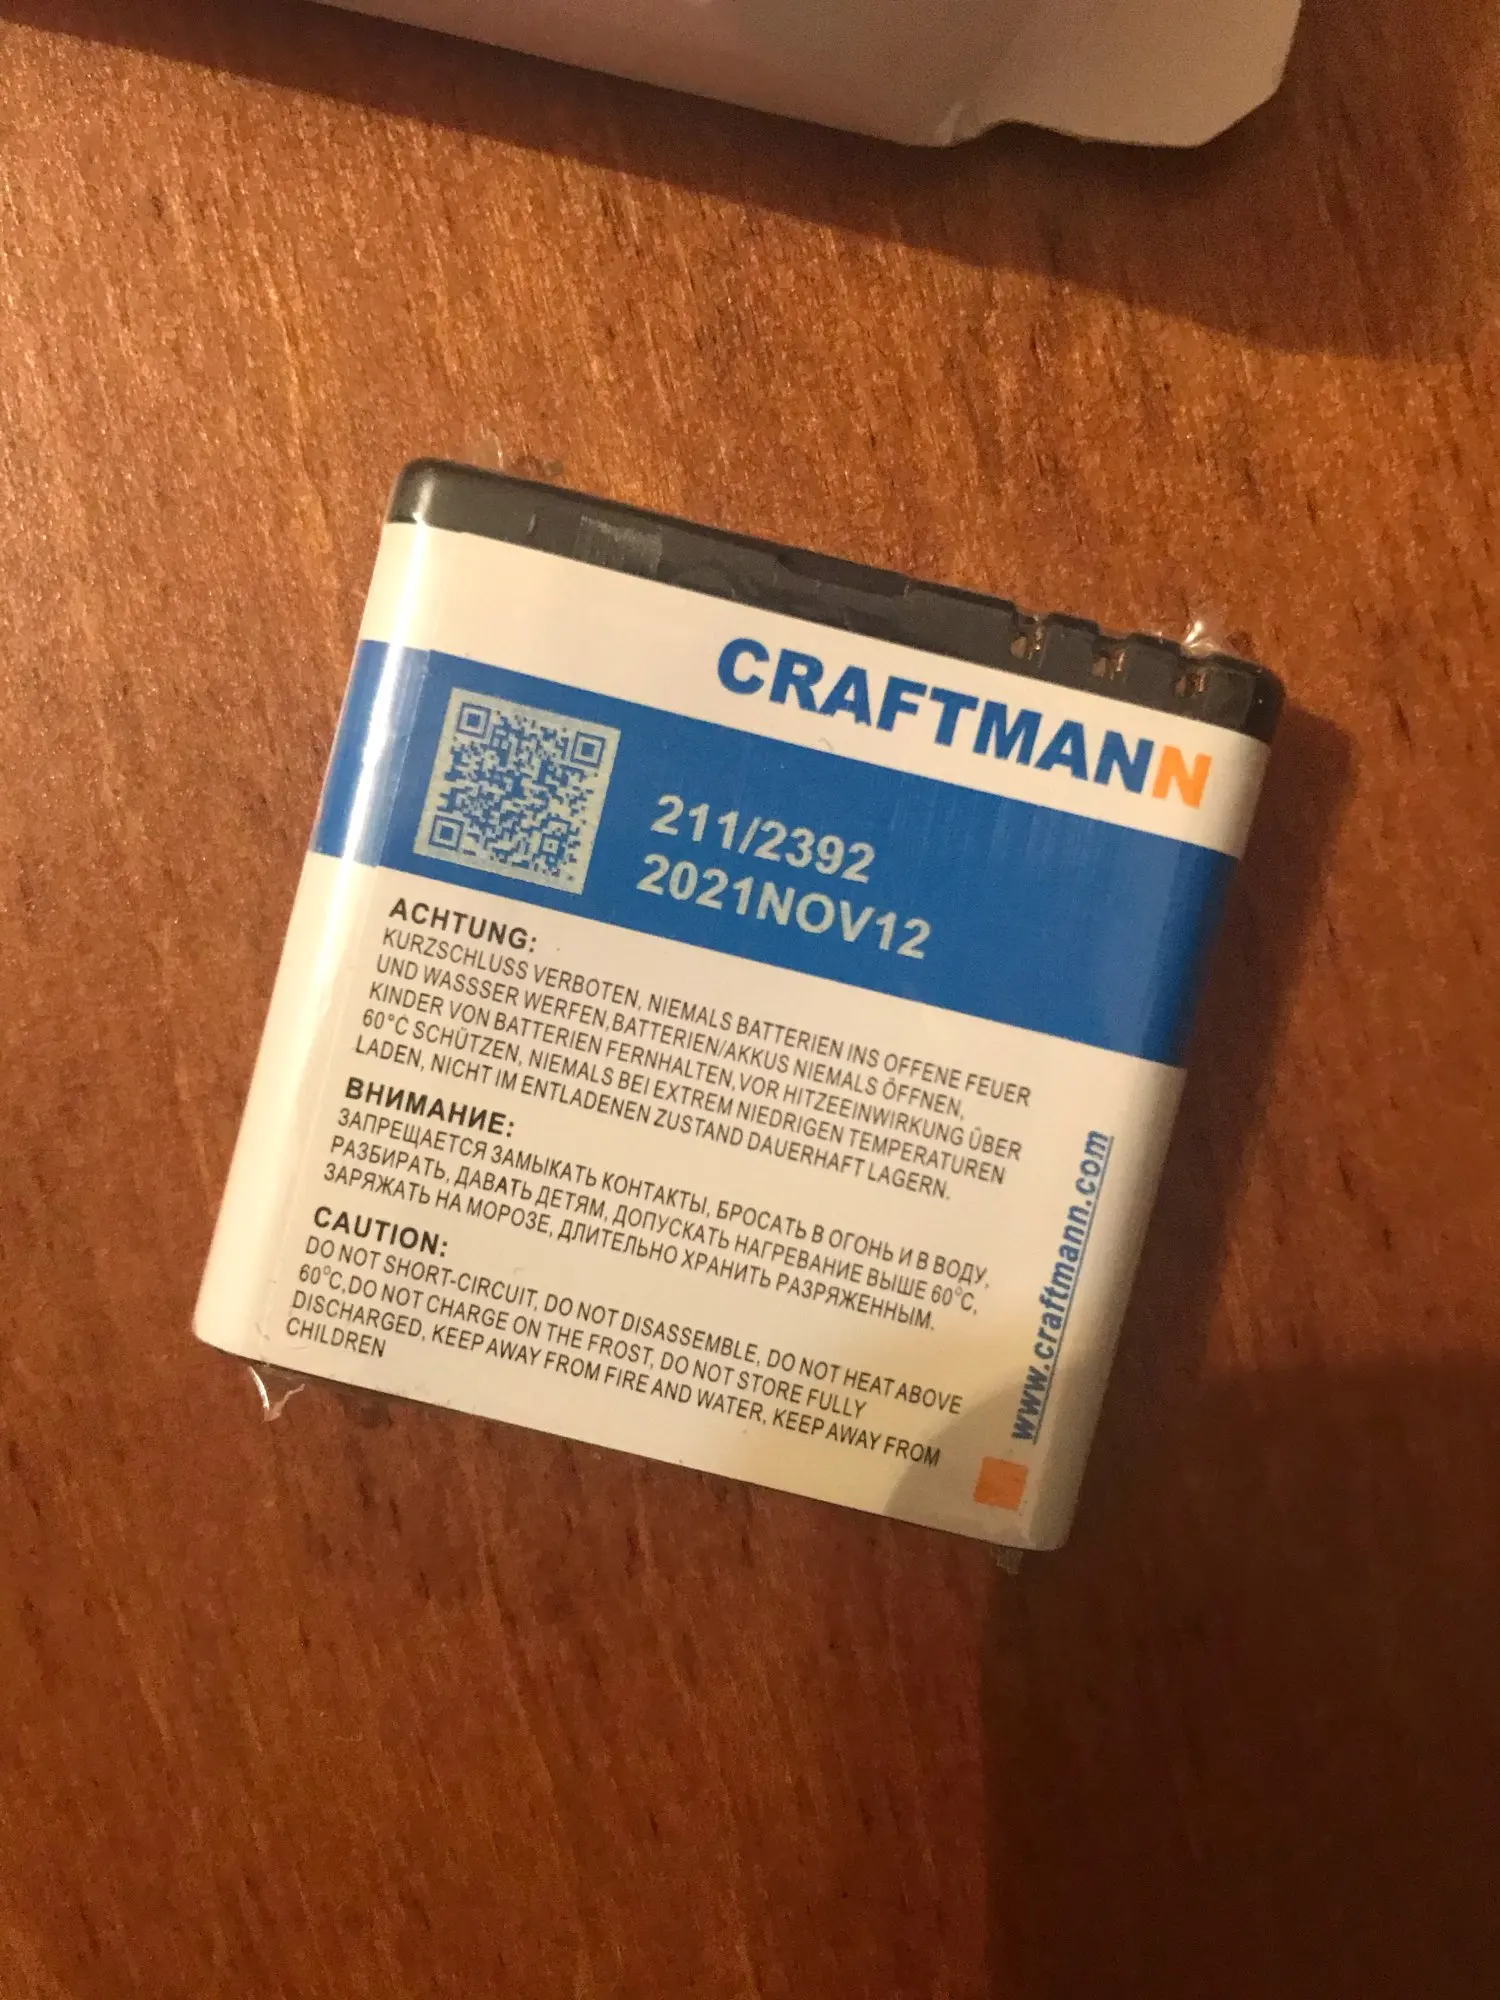 CRAFTMANN
211/2392
2021NOV12
ACHTUNG:
KURZSCHLUSS VERBOTEN, NIEMALS BATTERIEN INS OFFENE FEUER
UND WASSSER WERFEN,BATTERIEN/AKKUS NIEMALS ÖFFNEN,
KINDER VON BATTERIEN FERNHALTEN,VOR HITZEEINWIRKUNG ÜBER
60°C SCHÜTZEN, NIEMALS BEI EXTREM NIEDRIGEN TEMPERATUREN
LADEN, NICHT IM ENTLADENEN ZUSTAND DAUERHAFT LAGERN.
ВНИМАНИЕ:
ЗАПРЕЩАЕТСЯ ЗАМЫКАТЬ КОНТАКТЫ, БРОСАТЬ В ОГОНЬ И В ВОДУ,
РАЗБИРАТЬ, ДАВАТЬ ДЕТЯМ, ДОПУСКАТЬ НАГРЕВАНИЕ ВЫШЕ 60°C,
ЗАРЯЖАТЬ НА МОРОЗЕ, ДЛИТЕЛЬНО ХРАНИТЬ РАЗРЯЖЕННЫМ.
CAUTION:
DO NOT SHORT-CIRCUIT, DO NOT DISASSEMBLE, DO NOT HEAT ABOVE
60°C,DO NOT CHARGE ON THE FROST, DO NOT STORE FULLY
DISCHARGED, KEEP AWAY FROM FIRE AND WATER, KEEP AWAY FROM
CHILDREN
www.craftmann.com